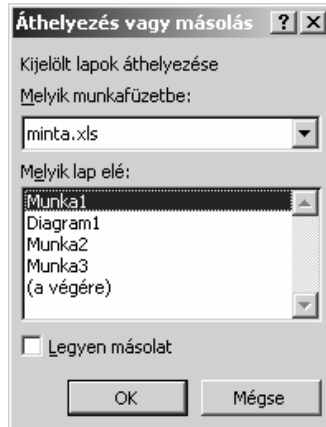 Áthelyezés vagy másolás ? ×
Kijelölt lapok áthelyezése
Melyik munkafüzetbe:
minta.xls
Melyik lap elé:
Munka1
Diagram1
Munka2
Munka3
(a végére)
Legyen másolat
OK Mégse